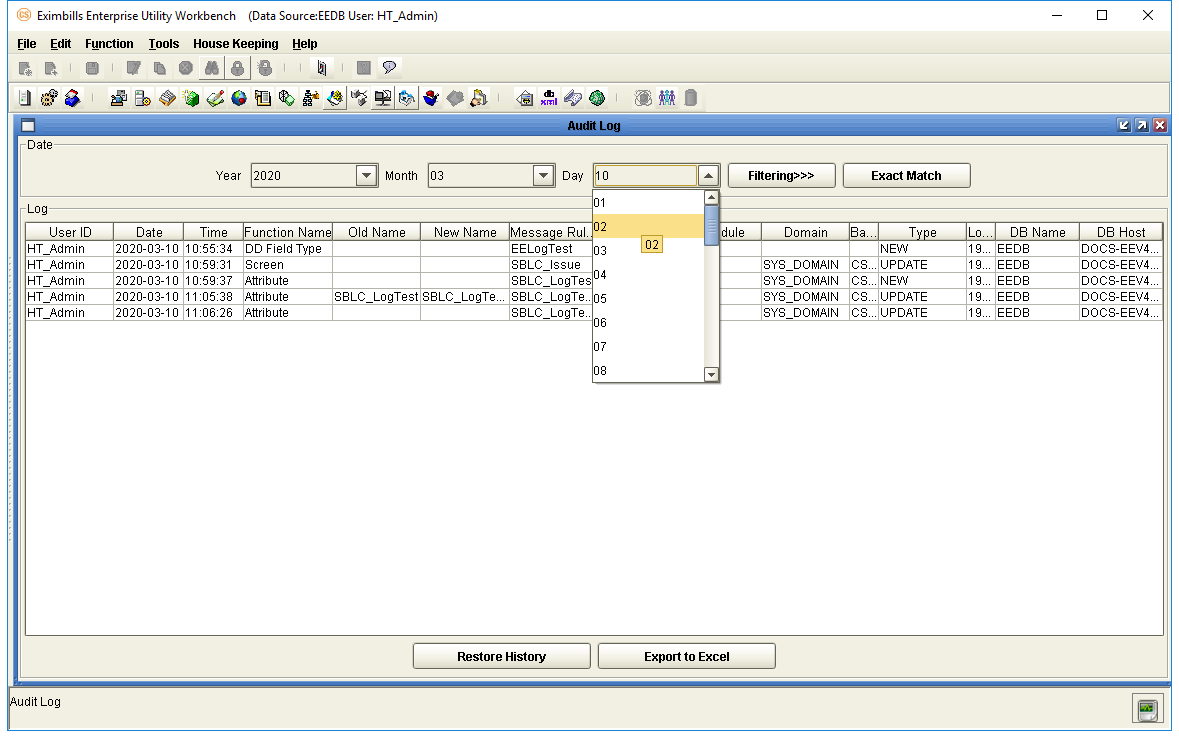 Eximbills Enterprise Utility Workbench (Data Source:EEDB User: HT_Admin)
File Edit Function Tools House Keeping Help
Audit Log
Date
Year 2020 Month 03 Day 10 Filtering>>> Exact Match
01
02
02
03
04
05
06
07
08
Log
User ID Date Time Function Name Old Name New Name Message Rul... dule Domain Ba... Type Lo... DB Name DB Host
HT_Admin 2020-03-10 10:55:34 DD Field Type EELogTest NEW 19... EEDB DOCS-EEV4...
HT_Admin 2020-03-10 10:59:31 Screen SBLC_Issue SYS_DOMAIN CS... UPDATE 19... EEDB DOCS-EEV4...
HT_Admin 2020-03-10 10:59:37 Attribute SBLC_LogTes SYS_DOMAIN CS... NEW 19... EEDB DOCS-EEV4...
HT_Admin 2020-03-10 11:05:38 Attribute SBLC_LogTest SBLC_LogTe... SBLC_LogTe... SYS_DOMAIN CS... UPDATE 19... EEDB DOCS-EEV4...
HT_Admin 2020-03-10 11:06:26 Attribute SBLC_LogTe... SYS_DOMAIN CS... UPDATE 19... EEDB DOCS-EEV4...
Restore History Export to Excel
Audit Log